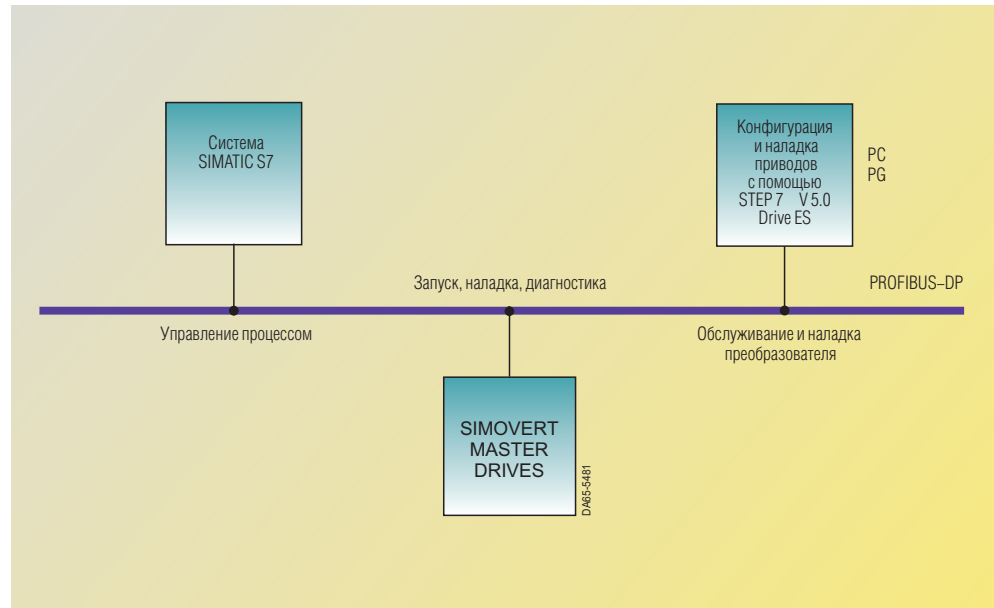 Система
SIMATIC S7
Конфигурация
и наладка
приводов
с помощью
STEP 7 V 5.0
Drive ES
PC
PG
Запуск, наладка, диагностика
PROFIBUS–DP
Управление процессом
Обслуживание и наладка
преобразователя
SIMOVERT
MASTER
DRIVES
DA65-5481